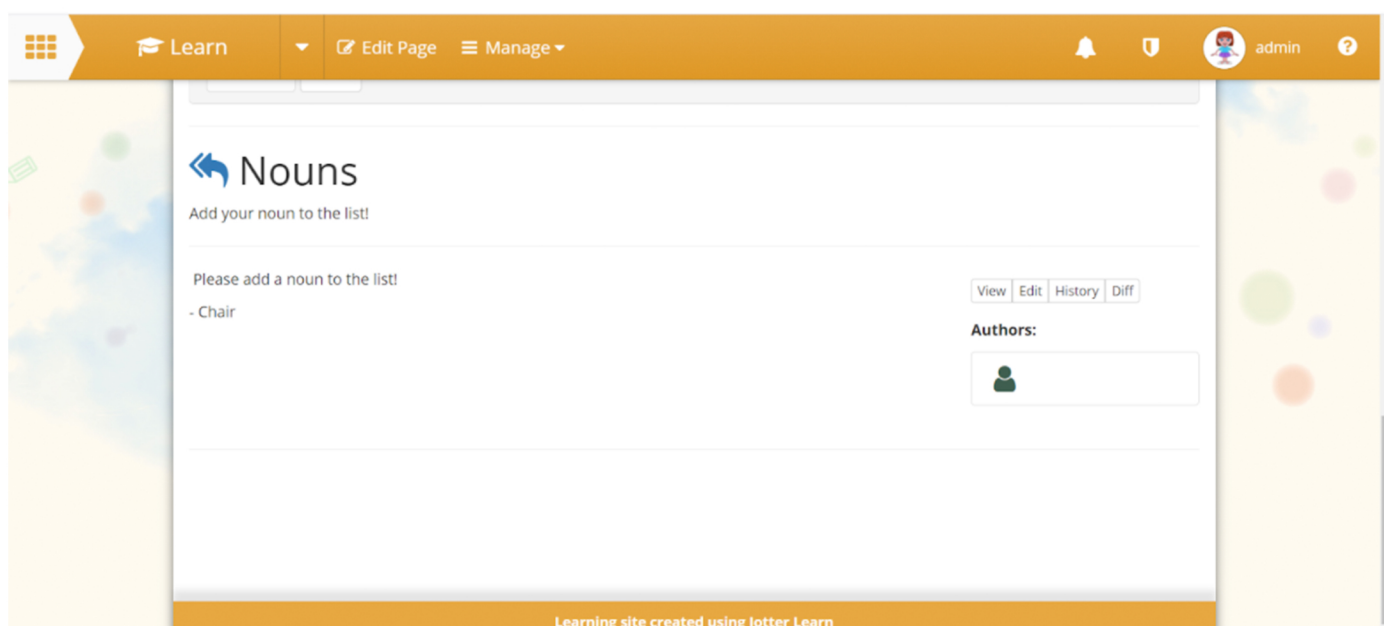 Learn Edit Page Manage admin
Nouns
Add your noun to the list!
Please add a noun to the list!
- Chair
View Edit History Diff
Authors:
Learning site created using Jotter Learn